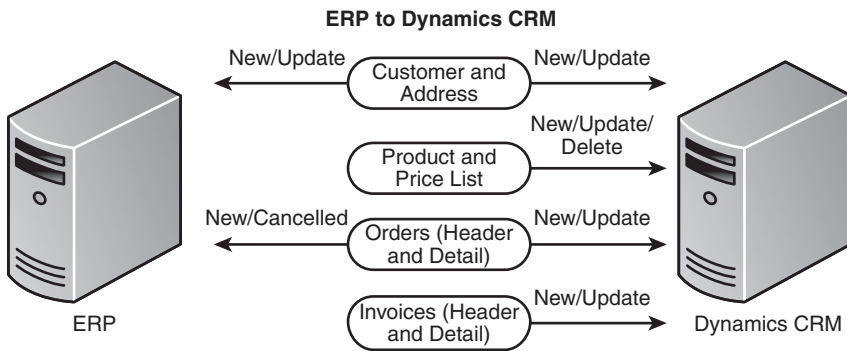 ERP to Dynamics CRM
New/Update
Customer and
Address
New/Update
Product and
Price List
New/Update/
Delete
New/Cancelled
Orders (Header
and Detail)
New/Update
Invoices (Header
and Detail)
New/Update
ERP
Dynamics CRM